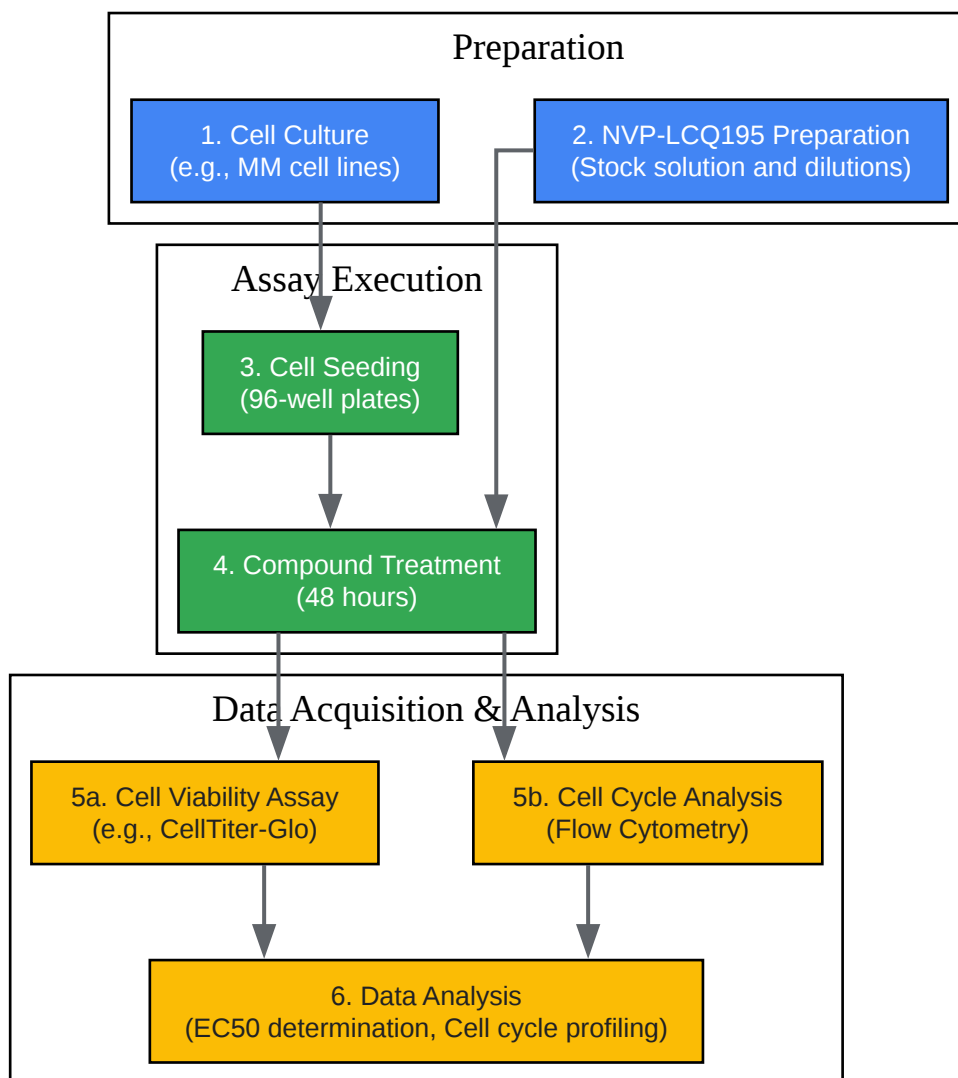 Preparation
1. Cell Culture
(e.g., MM cell lines)
2. NVP-LCQ195 Preparation
(Stock solution and dilutions)
Assay Execution
3. Cell Seeding
(96-well plates)
4. Compound Treatment
(48 hours)
Data Acquisition & Analysis
5a. Cell Viability Assay
(e.g., CellTiter-Glo)
5b. Cell Cycle Analysis
(Flow Cytometry)
6. Data Analysis
(EC50 determination, Cell cycle profiling)